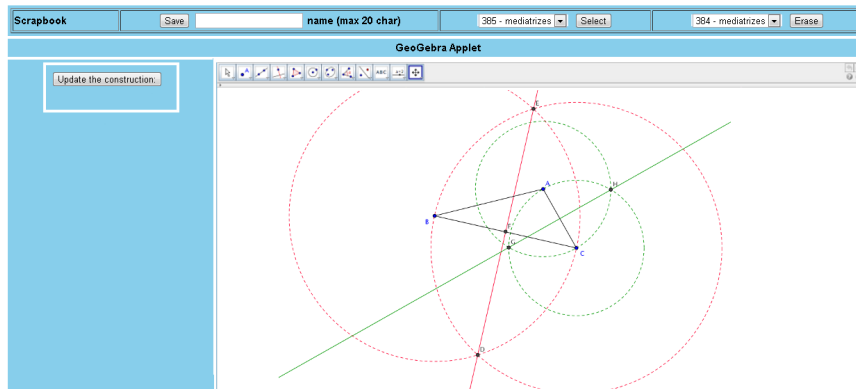 Scrapbook Save name (max 20 char) 385 - mediatrizes Select 384 - mediatrizes Erase
GeoGebra Applet
Update the construction:
ABC
E
A
H
B
F
G
C
D